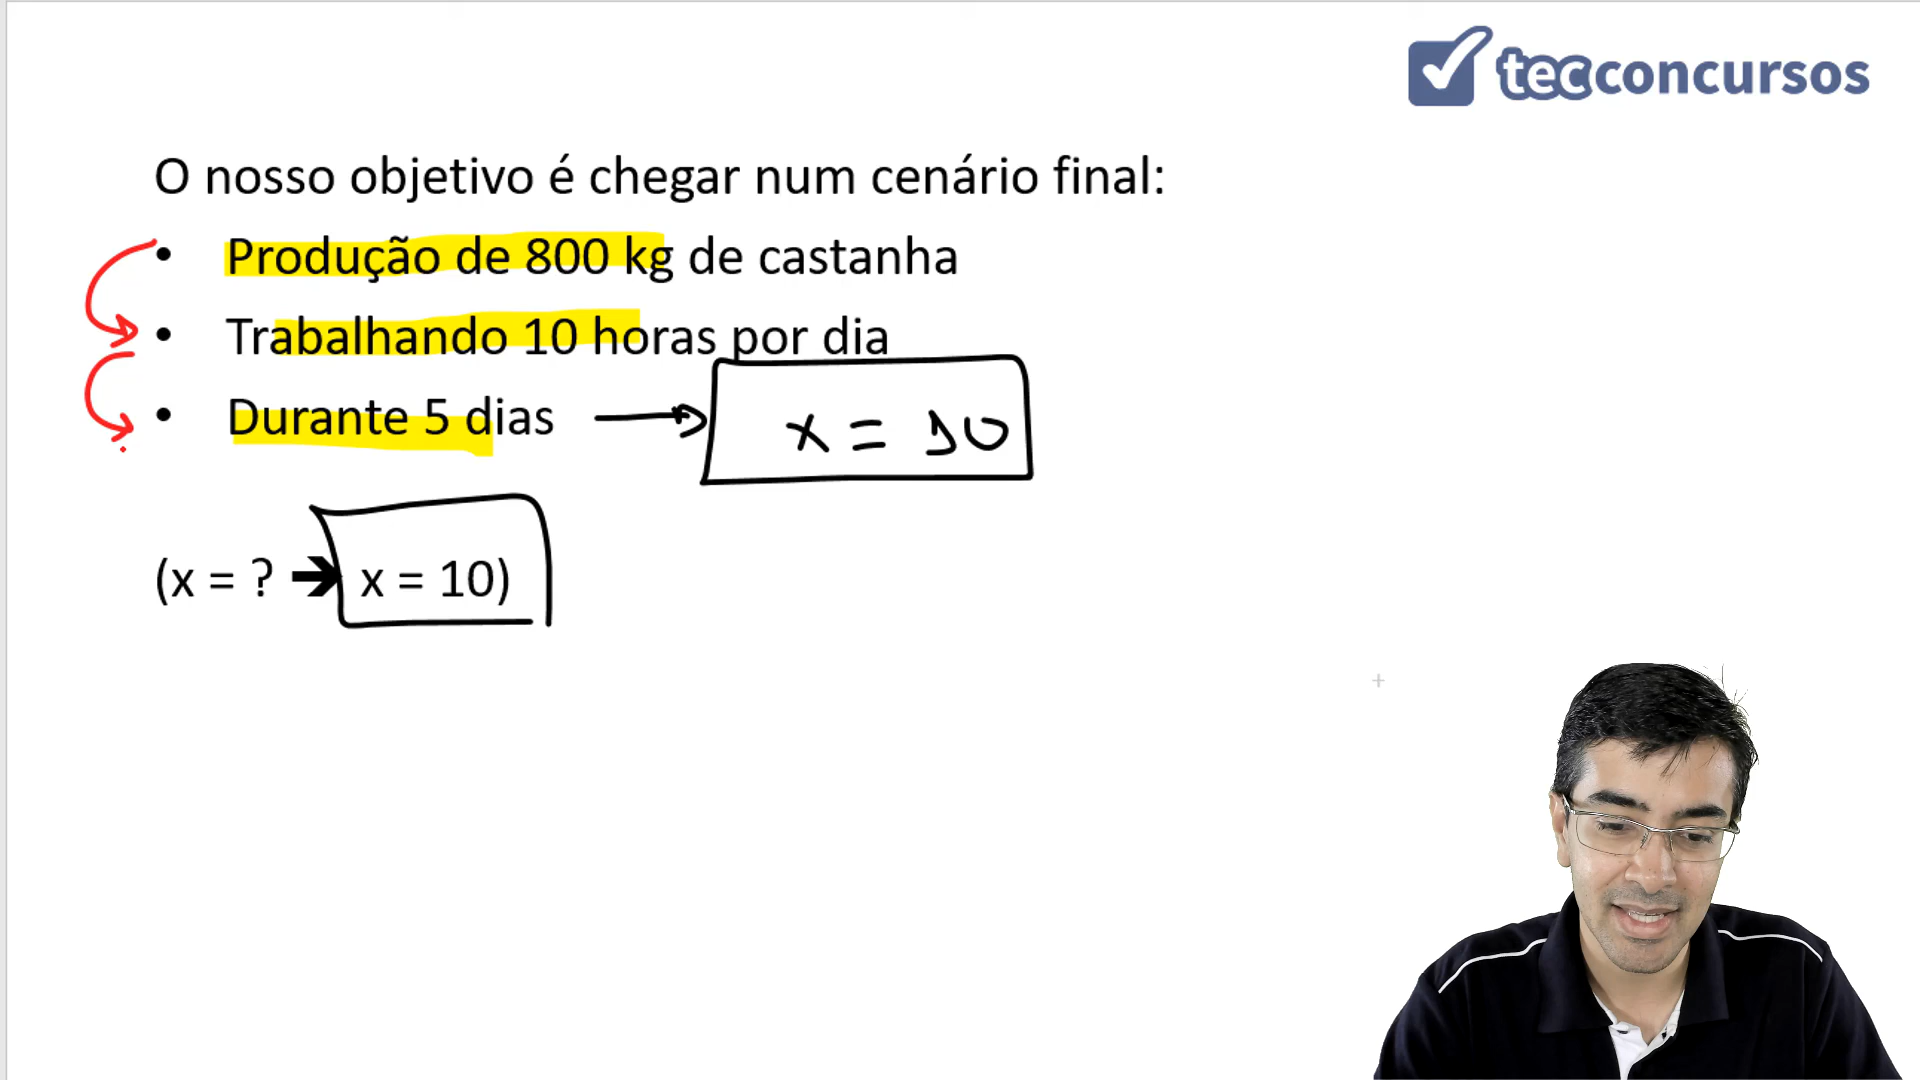 tecconcursos
O nosso objetivo é chegar num cenário final:
• Produção de 800 kg de castanha
• Trabalhando 10 horas por dia
• Durante 5 dias → x = 10
(x = ? ➔ x = 10)